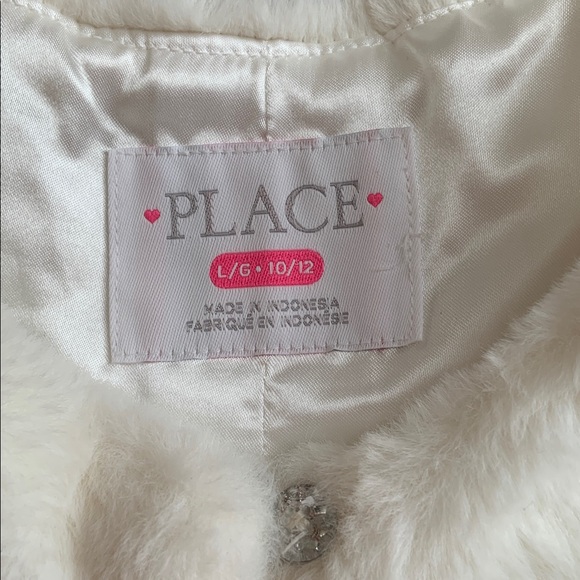 PLACE
L/G • 10/12
MADE IN INDONESIA
FABRIQUÉ EN INDONÉSIE